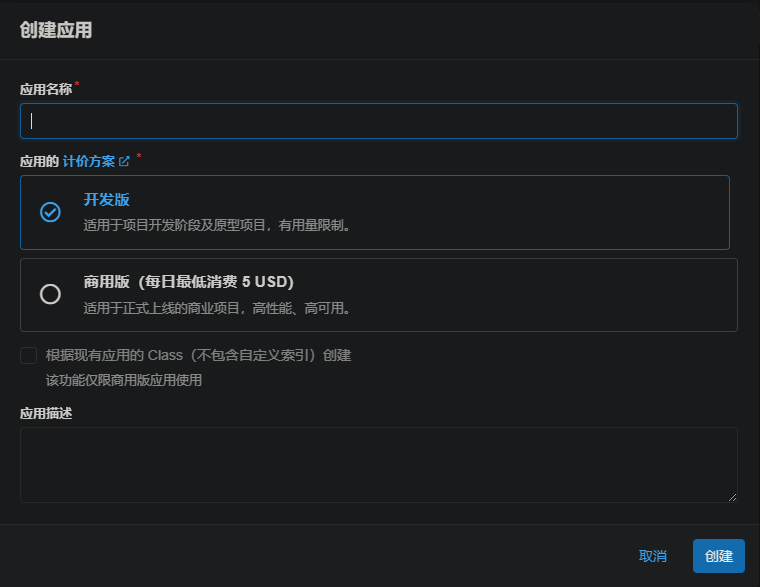 创建应用
应用名称*
应用的 计价方案 *
开发版
适用于项目开发阶段及原型项目，有用量限制。
商用版（每日最低消费 5 USD）
适用于正式上线的商业项目，高性能、高可用。
根据现有应用的 Class（不包含自定义索引）创建
该功能仅限商用版应用使用
应用描述
取消 创建